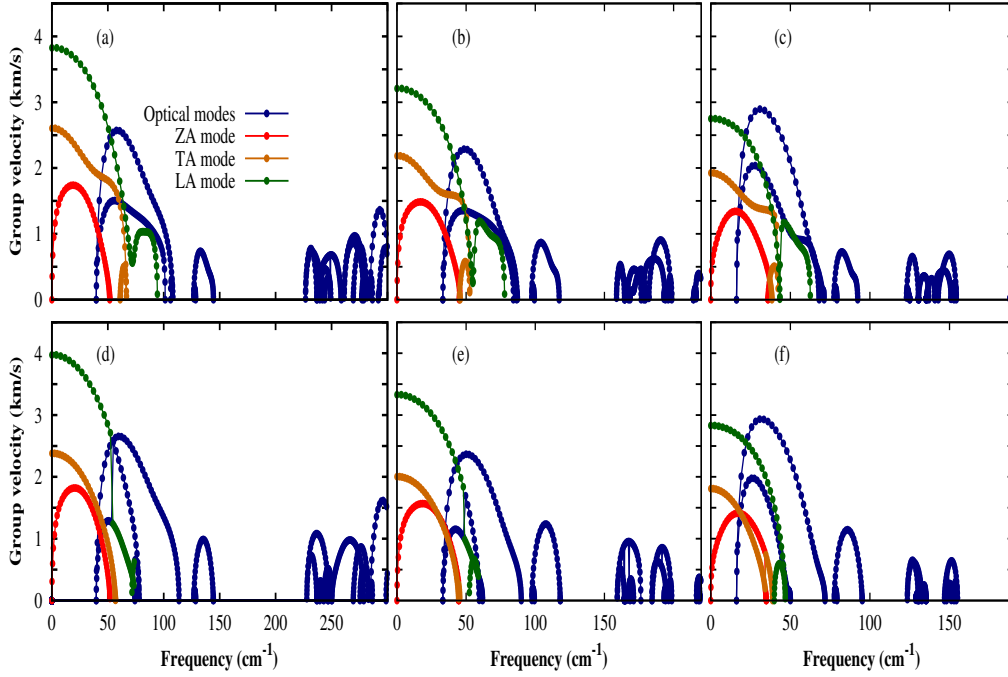 (a)
(b)
(c)
Group velocity (km/s)
4
3
2
1
0
Optical modes
ZA mode
TA mode
LA mode
(d)
(e)
(f)
Group velocity (km/s)
4
3
2
1
0
0 50 100 150 200 250
0 50 100 150
0 50 100 150
Frequency (cm⁻¹)
Frequency (cm⁻¹)
Frequency (cm⁻¹)